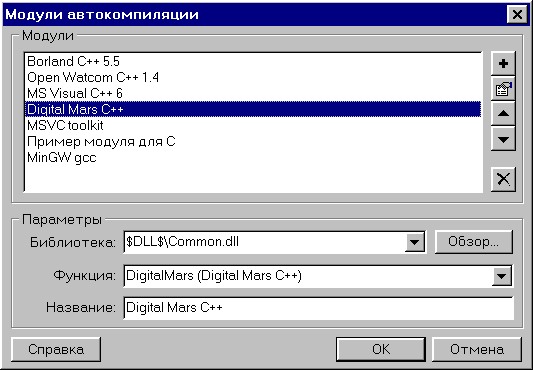 Модули автокомпиляции
Модули
Borland C++ 5.5
Open Watcom C++ 1.4
MS Visual C++ 6
Digital Mars C++
MSVC toolkit
Пример модуля для C
MinGW gcc
Параметры
Библиотека: $DLL$\Common.dll Обзор...
Функция: DigitalMars (Digital Mars C++)
Название: Digital Mars C++
Справка OK Отмена